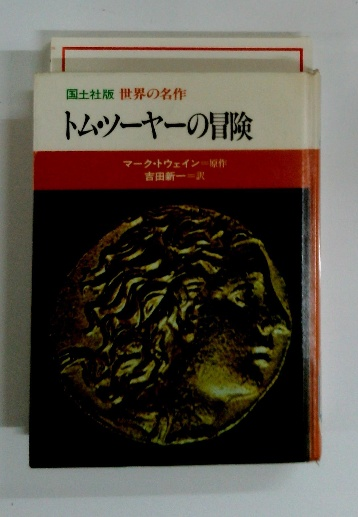 国土社版 世界の名作
トム・ソーヤーの冒険
マーク・トウェイン＝原作
吉田新一＝訳